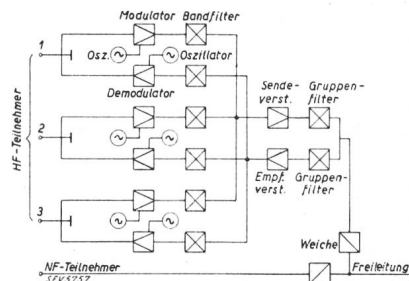 Modulator Bandfilter
1
Osz.
Oszillator
Demodulator
HF-Teilnehmer
2
Sende-
verst.
Gruppen-
filter
Empf.
verst.
Gruppen-
filter
3
Weiche
NF-Teilnehmer
Freileitung
SEV5757